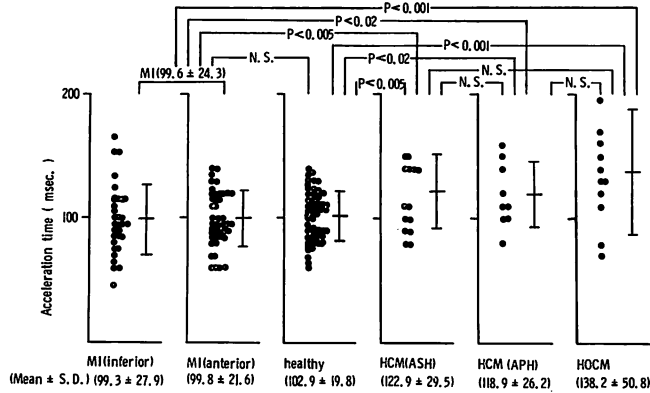 P<0.001
P<0.02
P<0.005
N. S.
P<0.001
P<0.02
N. S.
MI(99.6 ± 24.3)
P<0.005
N. S.
N. S.
200
100
Acceleration time ( msec. )
MI(inferior) MI(anterior) healthy HCM(ASH) HCM (APH) HOCM
(Mean ± S. D.) (99.3 ± 27.9) (99.8 ± 21.6) (102.9 ± 19.8) (122.9 ± 29.5) (118.9 ± 26.2) (138.2 ± 50.8)